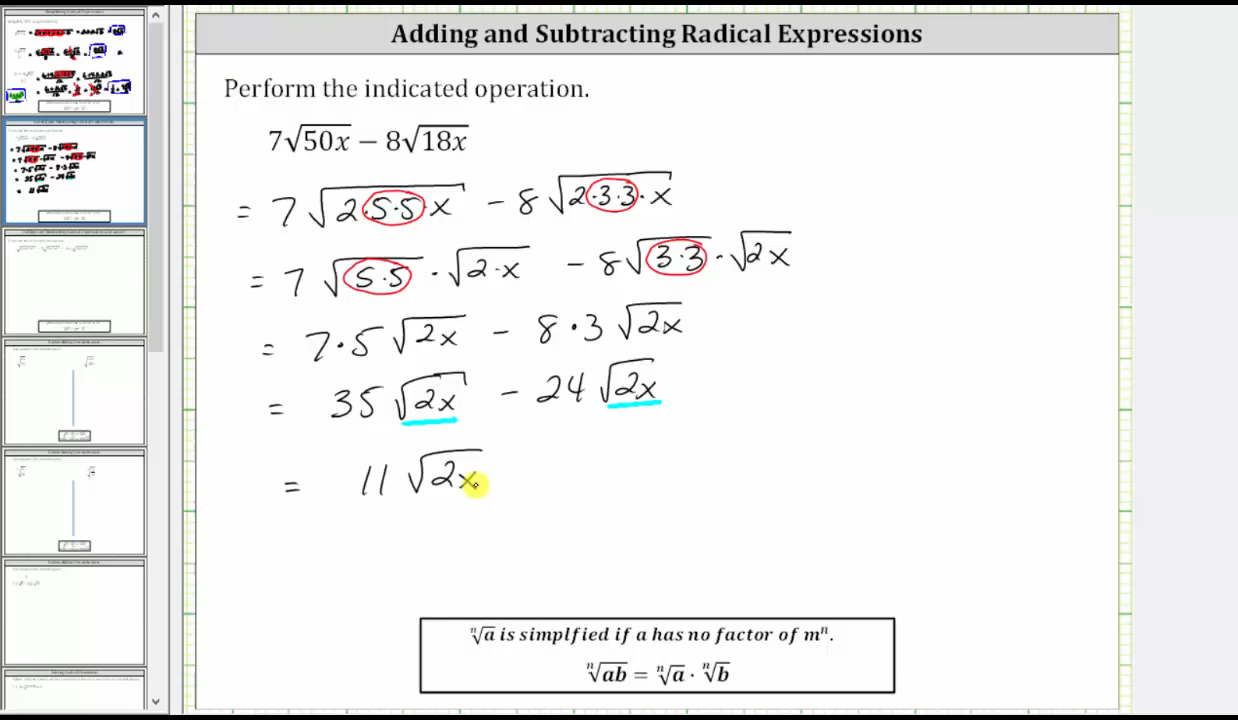 Adding and Subtracting Radical Expressions
Perform the indicated operation.
7√50x − 8√18x
= 7 √2·5·5·x − 8 √2·3·3·x
= 7 √5·5 · √2·x − 8 √3·3 · √2x
= 7·5 √2x − 8·3 √2x
= 35 √2x − 24 √2x
= 11 √2x
ⁿ√a is simplfied if a has no factor of mⁿ.
ⁿ√ab = ⁿ√a · ⁿ√b